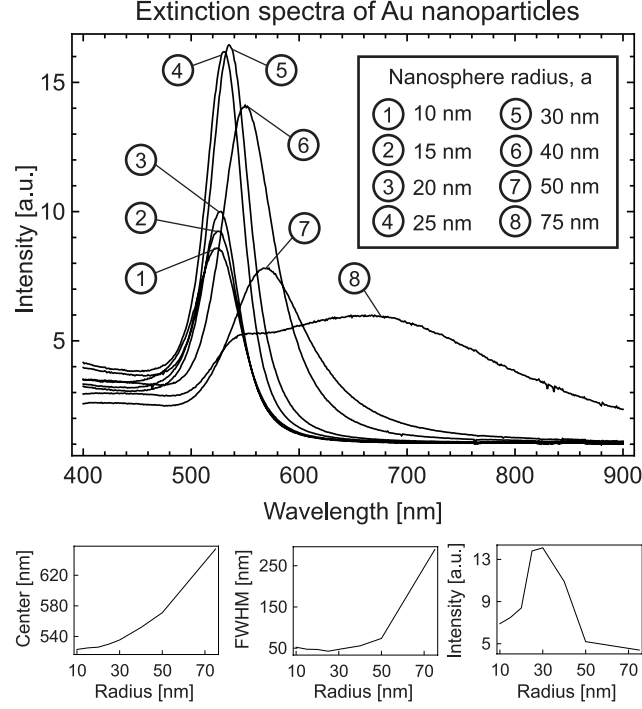 Extinction spectra of Au nanoparticles
Intensity [a.u.]
15
10
5
4
5
3
6
2
7
1
8
Nanosphere radius, a
1 10 nm 5 30 nm
2 15 nm 6 40 nm
3 20 nm 7 50 nm
4 25 nm 8 75 nm
400 500 600 700 800 900
Wavelength [nm]
Center [nm]
620
580
540
10 30 50 70
Radius [nm]
FWHM [nm]
250
150
50
10 30 50 70
Radius [nm]
Intensity [a.u.]
13
9
4
10 30 50 70
Radius [nm]